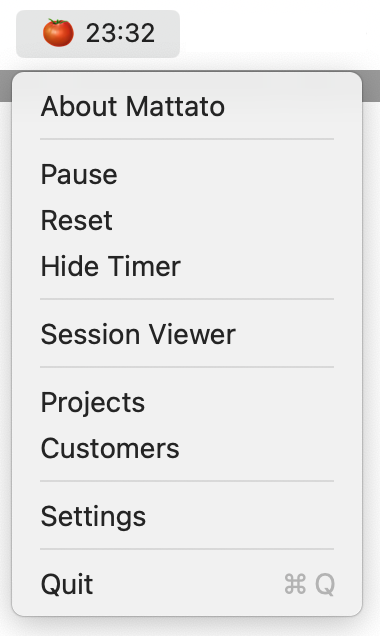 🍅 23:32
About Mattato
Pause
Reset
Hide Timer
Session Viewer
Projects
Customers
Settings
Quit ⌘ Q